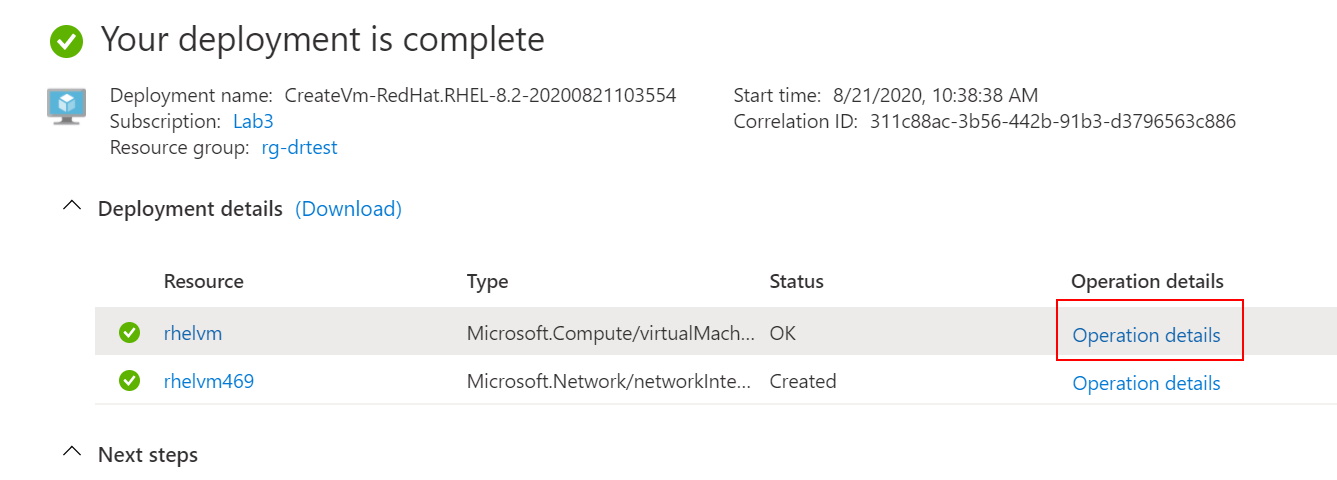 Your deployment is complete
Deployment name: CreateVm-RedHat.RHEL-8.2-20200821103554
Subscription: Lab3
Resource group: rg-drtest
Start time: 8/21/2020, 10:38:38 AM
Correlation ID: 311c88ac-3b56-442b-91b3-d3796563c886
Deployment details (Download)
Resource Type Status Operation details
rhelvm Microsoft.Compute/virtualMach... OK Operation details
rhelvm469 Microsoft.Network/networkInte... Created Operation details
Next steps